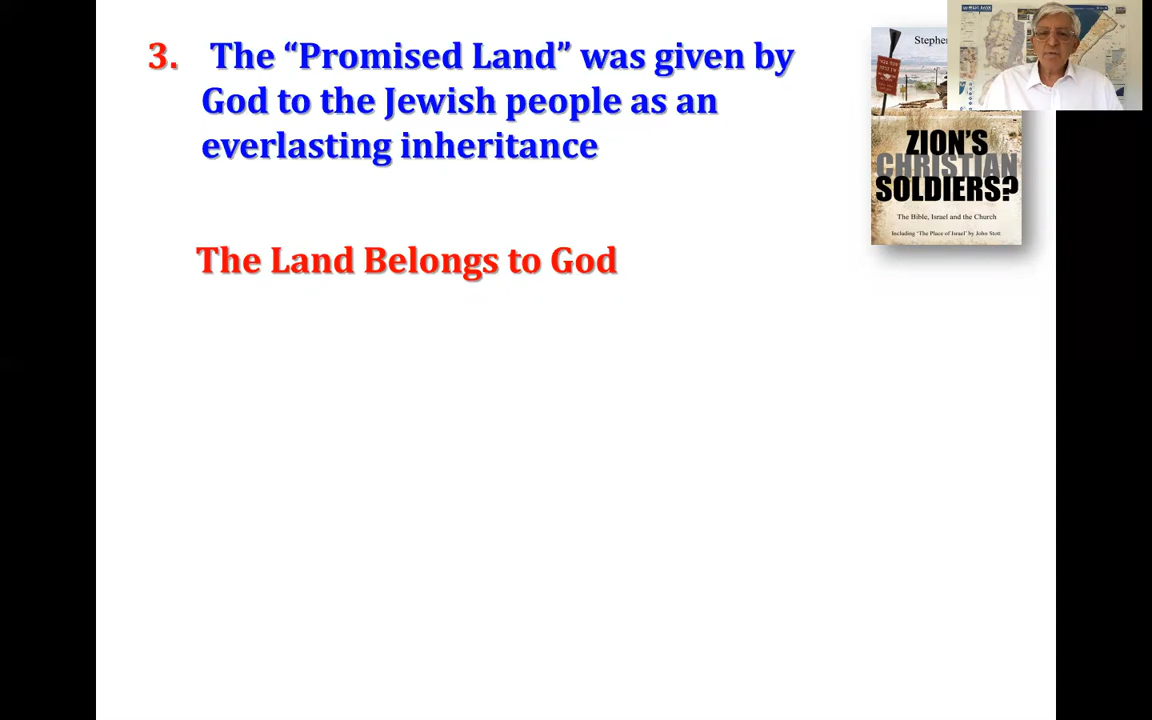 3. The “Promised Land” was given by
God to the Jewish people as an
everlasting inheritance
The Land Belongs to God
ZION'S
CHRISTIAN
SOLDIERS?
The Bible, Israel and the Church
Including 'The Place of Israel' by John Stott